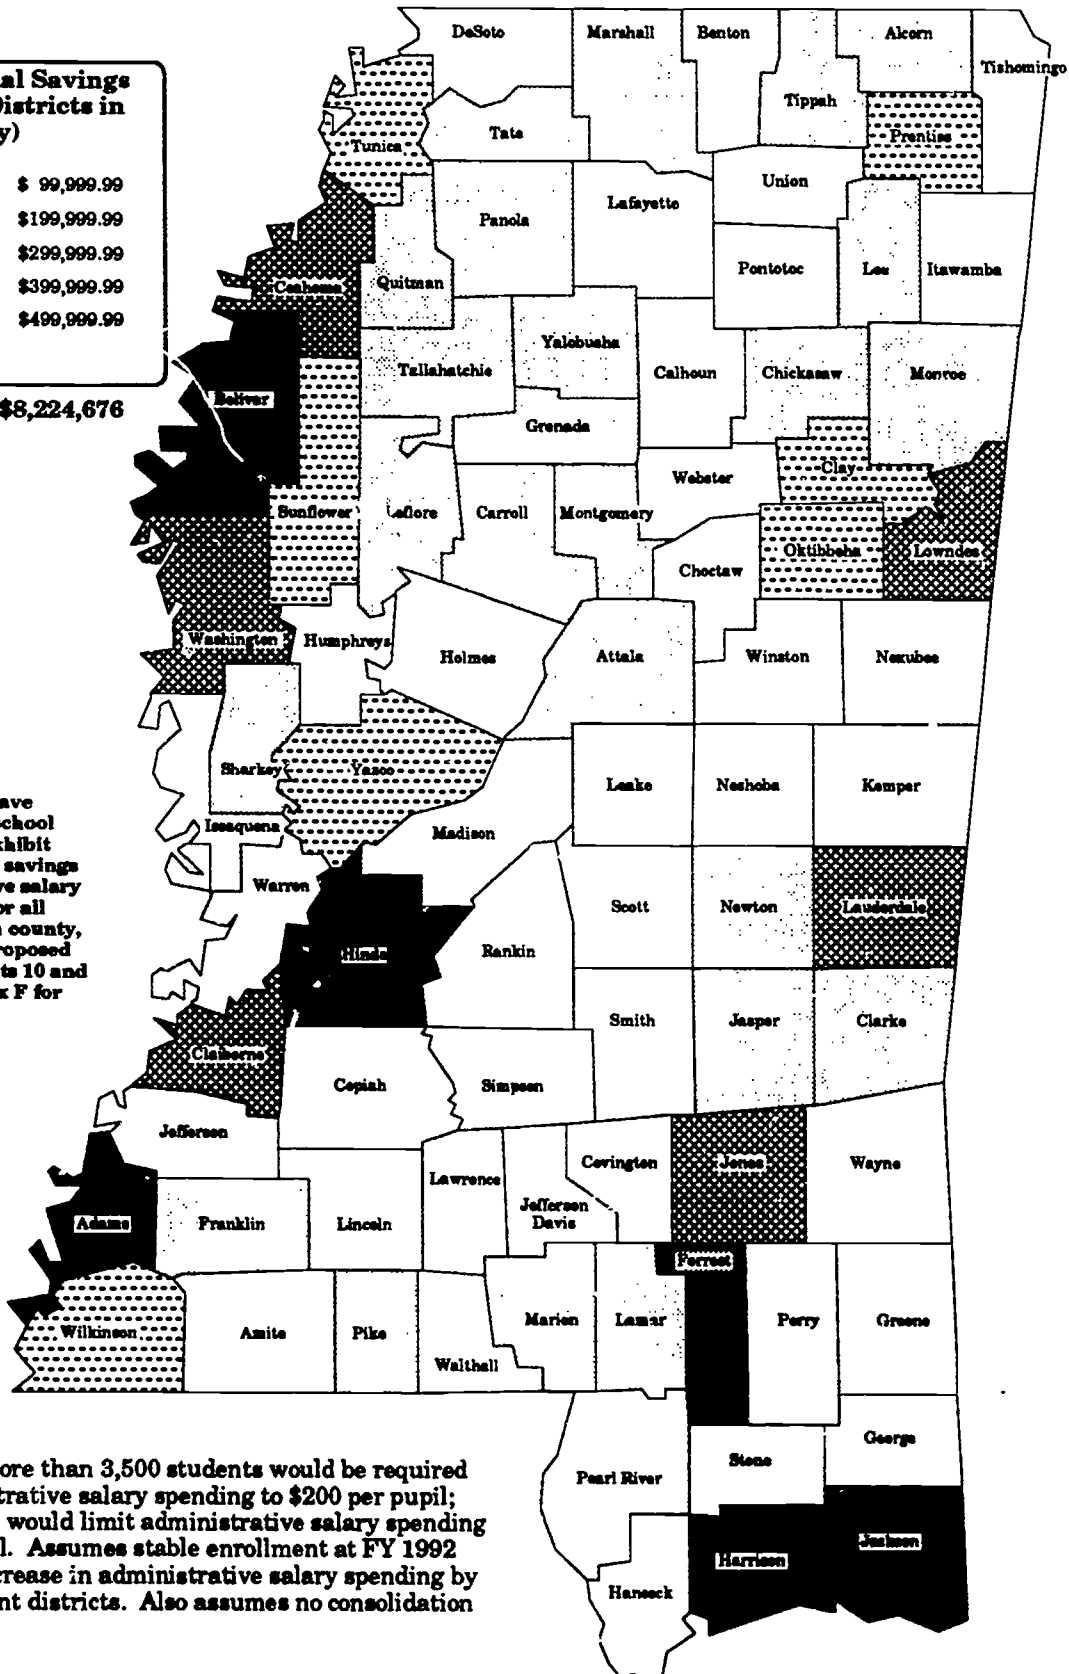 al Savings
Districts in
y)
$ 99,999.99
$199,999.99
$299,999.99
$399,999.99
$499,999.99
$8,224,676
DeSoto
Marshall
Benton
Alcorn
Tishomingo
Tippah
Prentiss
Tunica
Tate
Union
Panola
Lafayette
Coahoma
Quitman
Pontotoc
Lee
Itawamba
Yalobusha
Tallahatchie
Calhoun
Chickasaw
Monroe
Bolivar
Grenada
Clay
Webster
Sunflower
Leflore
Carroll
Montgomery
Oktibbeha
Lowndes
Choctaw
Washington
Humphreys
Holmes
Attala
Winston
Noxubee
Sharkey
Yazoo
Leake
Neshoba
Kemper
Issaquena
Madison
Warren
Scott
Newton
Lauderdale
Hinds
Rankin
Smith
Jasper
Clarke
Claiborne
Copiah
Simpson
Jefferson
Covington
Jones
Wayne
Lawrence
Jefferson
Davis
Adams
Franklin
Lincoln
Forrest
Wilkinson
Amite
Pike
Walthall
Marion
Lamar
Perry
Greene
George
Stone
Pearl River
Harrison
Jackson
Hancock
ave
school
xhibit
savings
ve salary
or all
n county,
roposed
ts 10 and
x F for
ore than 3,500 students would be required
trative salary spending to $200 per pupil;
would limit administrative salary spending
l. Assumes stable enrollment at FY 1992
crease in administrative salary spending by
nt districts. Also assumes no consolidation